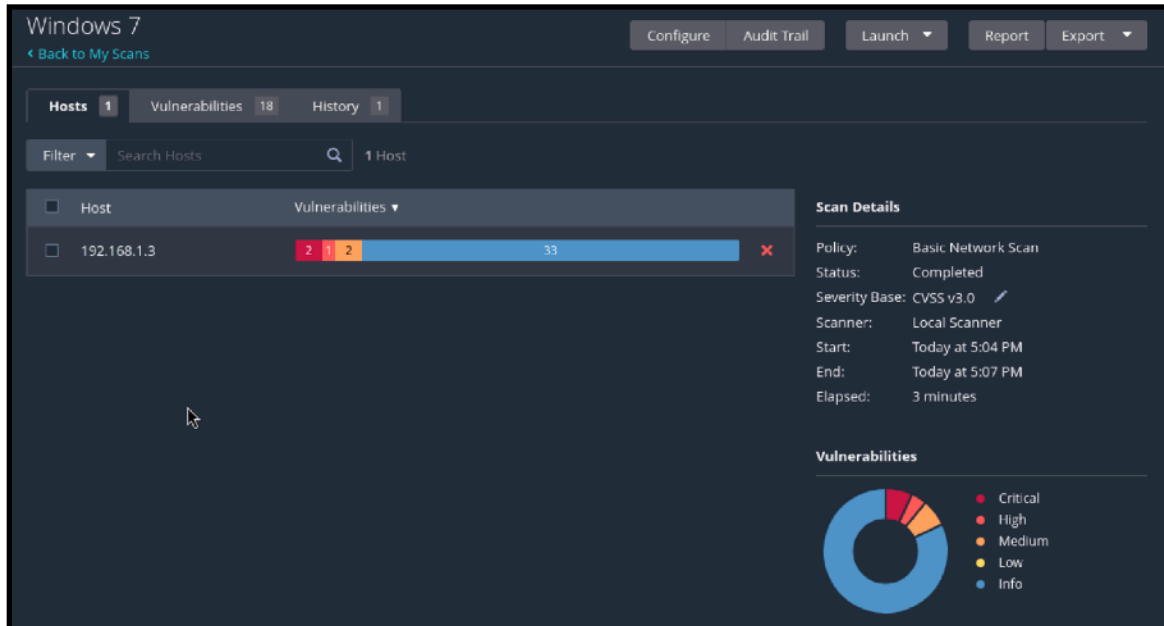 Windows 7
Back to My Scans
Configure Audit Trail Launch Report Export
Hosts 1 Vulnerabilities 18 History 1
Filter Search Hosts 1 Host
Host Vulnerabilities
192.168.1.3 2 1 2 33
Scan Details
Policy: Basic Network Scan
Status: Completed
Severity Base: CVSS v3.0
Scanner: Local Scanner
Start: Today at 5:04 PM
End: Today at 5:07 PM
Elapsed: 3 minutes
Vulnerabilities
Critical
High
Medium
Low
Info